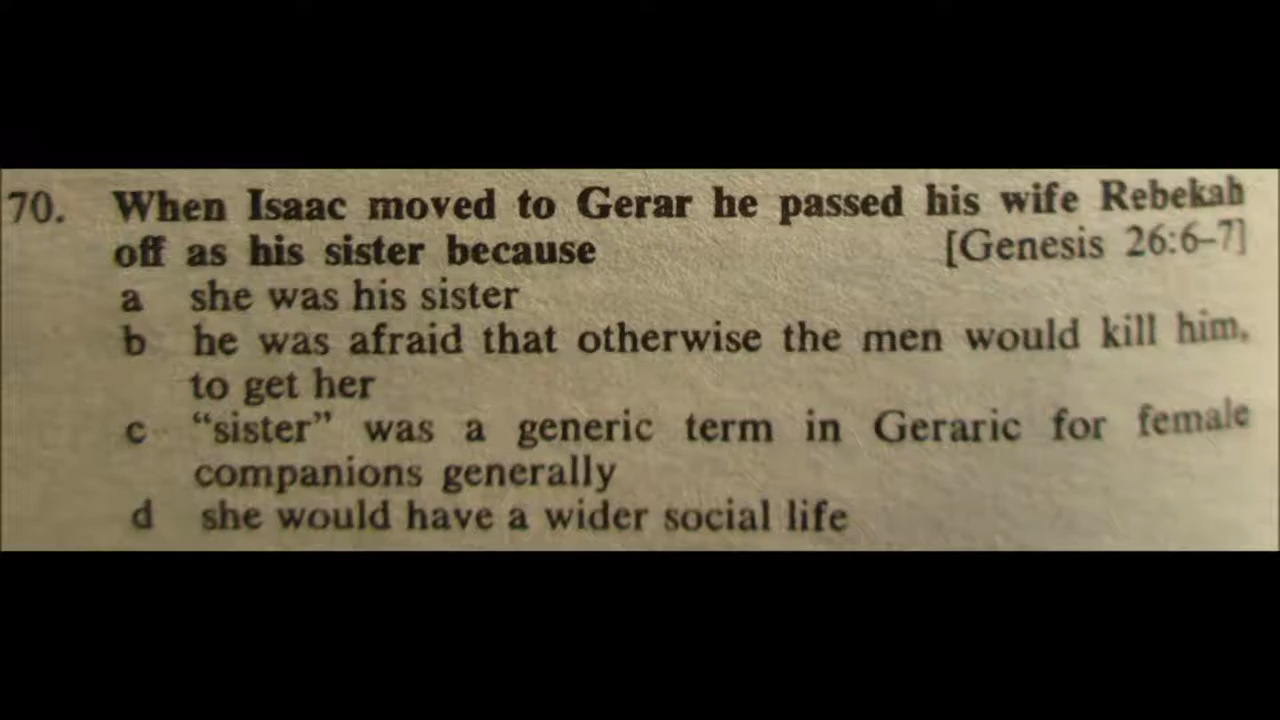 70. When Isaac moved to Gerar he passed his wife Rebekah
off as his sister because [Genesis 26:6–7]
a she was his sister
b he was afraid that otherwise the men would kill him,
to get her
c “sister” was a generic term in Geraric for female
companions generally
d she would have a wider social life